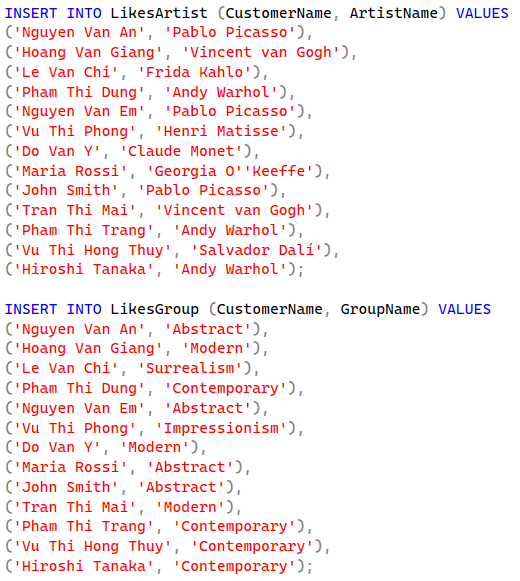 INSERT INTO LikesArtist (CustomerName, ArtistName) VALUES
('Nguyen Van An', 'Pablo Picasso'),
('Hoang Van Giang', 'Vincent van Gogh'),
('Le Van Chi', 'Frida Kahlo'),
('Pham Thi Dung', 'Andy Warhol'),
('Nguyen Van Em', 'Pablo Picasso'),
('Vu Thi Phong', 'Henri Matisse'),
('Do Van Y', 'Claude Monet'),
('Maria Rossi', 'Georgia O''Keeffe'),
('John Smith', 'Pablo Picasso'),
('Tran Thi Mai', 'Vincent van Gogh'),
('Pham Thi Trang', 'Andy Warhol'),
('Vu Thi Hong Thuy', 'Salvador Dalí'),
('Hiroshi Tanaka', 'Andy Warhol');
INSERT INTO LikesGroup (CustomerName, GroupName) VALUES
('Nguyen Van An', 'Abstract'),
('Hoang Van Giang', 'Modern'),
('Le Van Chi', 'Surrealism'),
('Pham Thi Dung', 'Contemporary'),
('Nguyen Van Em', 'Abstract'),
('Vu Thi Phong', 'Impressionism'),
('Do Van Y', 'Modern'),
('Maria Rossi', 'Abstract'),
('John Smith', 'Abstract'),
('Tran Thi Mai', 'Modern'),
('Pham Thi Trang', 'Contemporary'),
('Vu Thi Hong Thuy', 'Contemporary'),
('Hiroshi Tanaka', 'Contemporary');